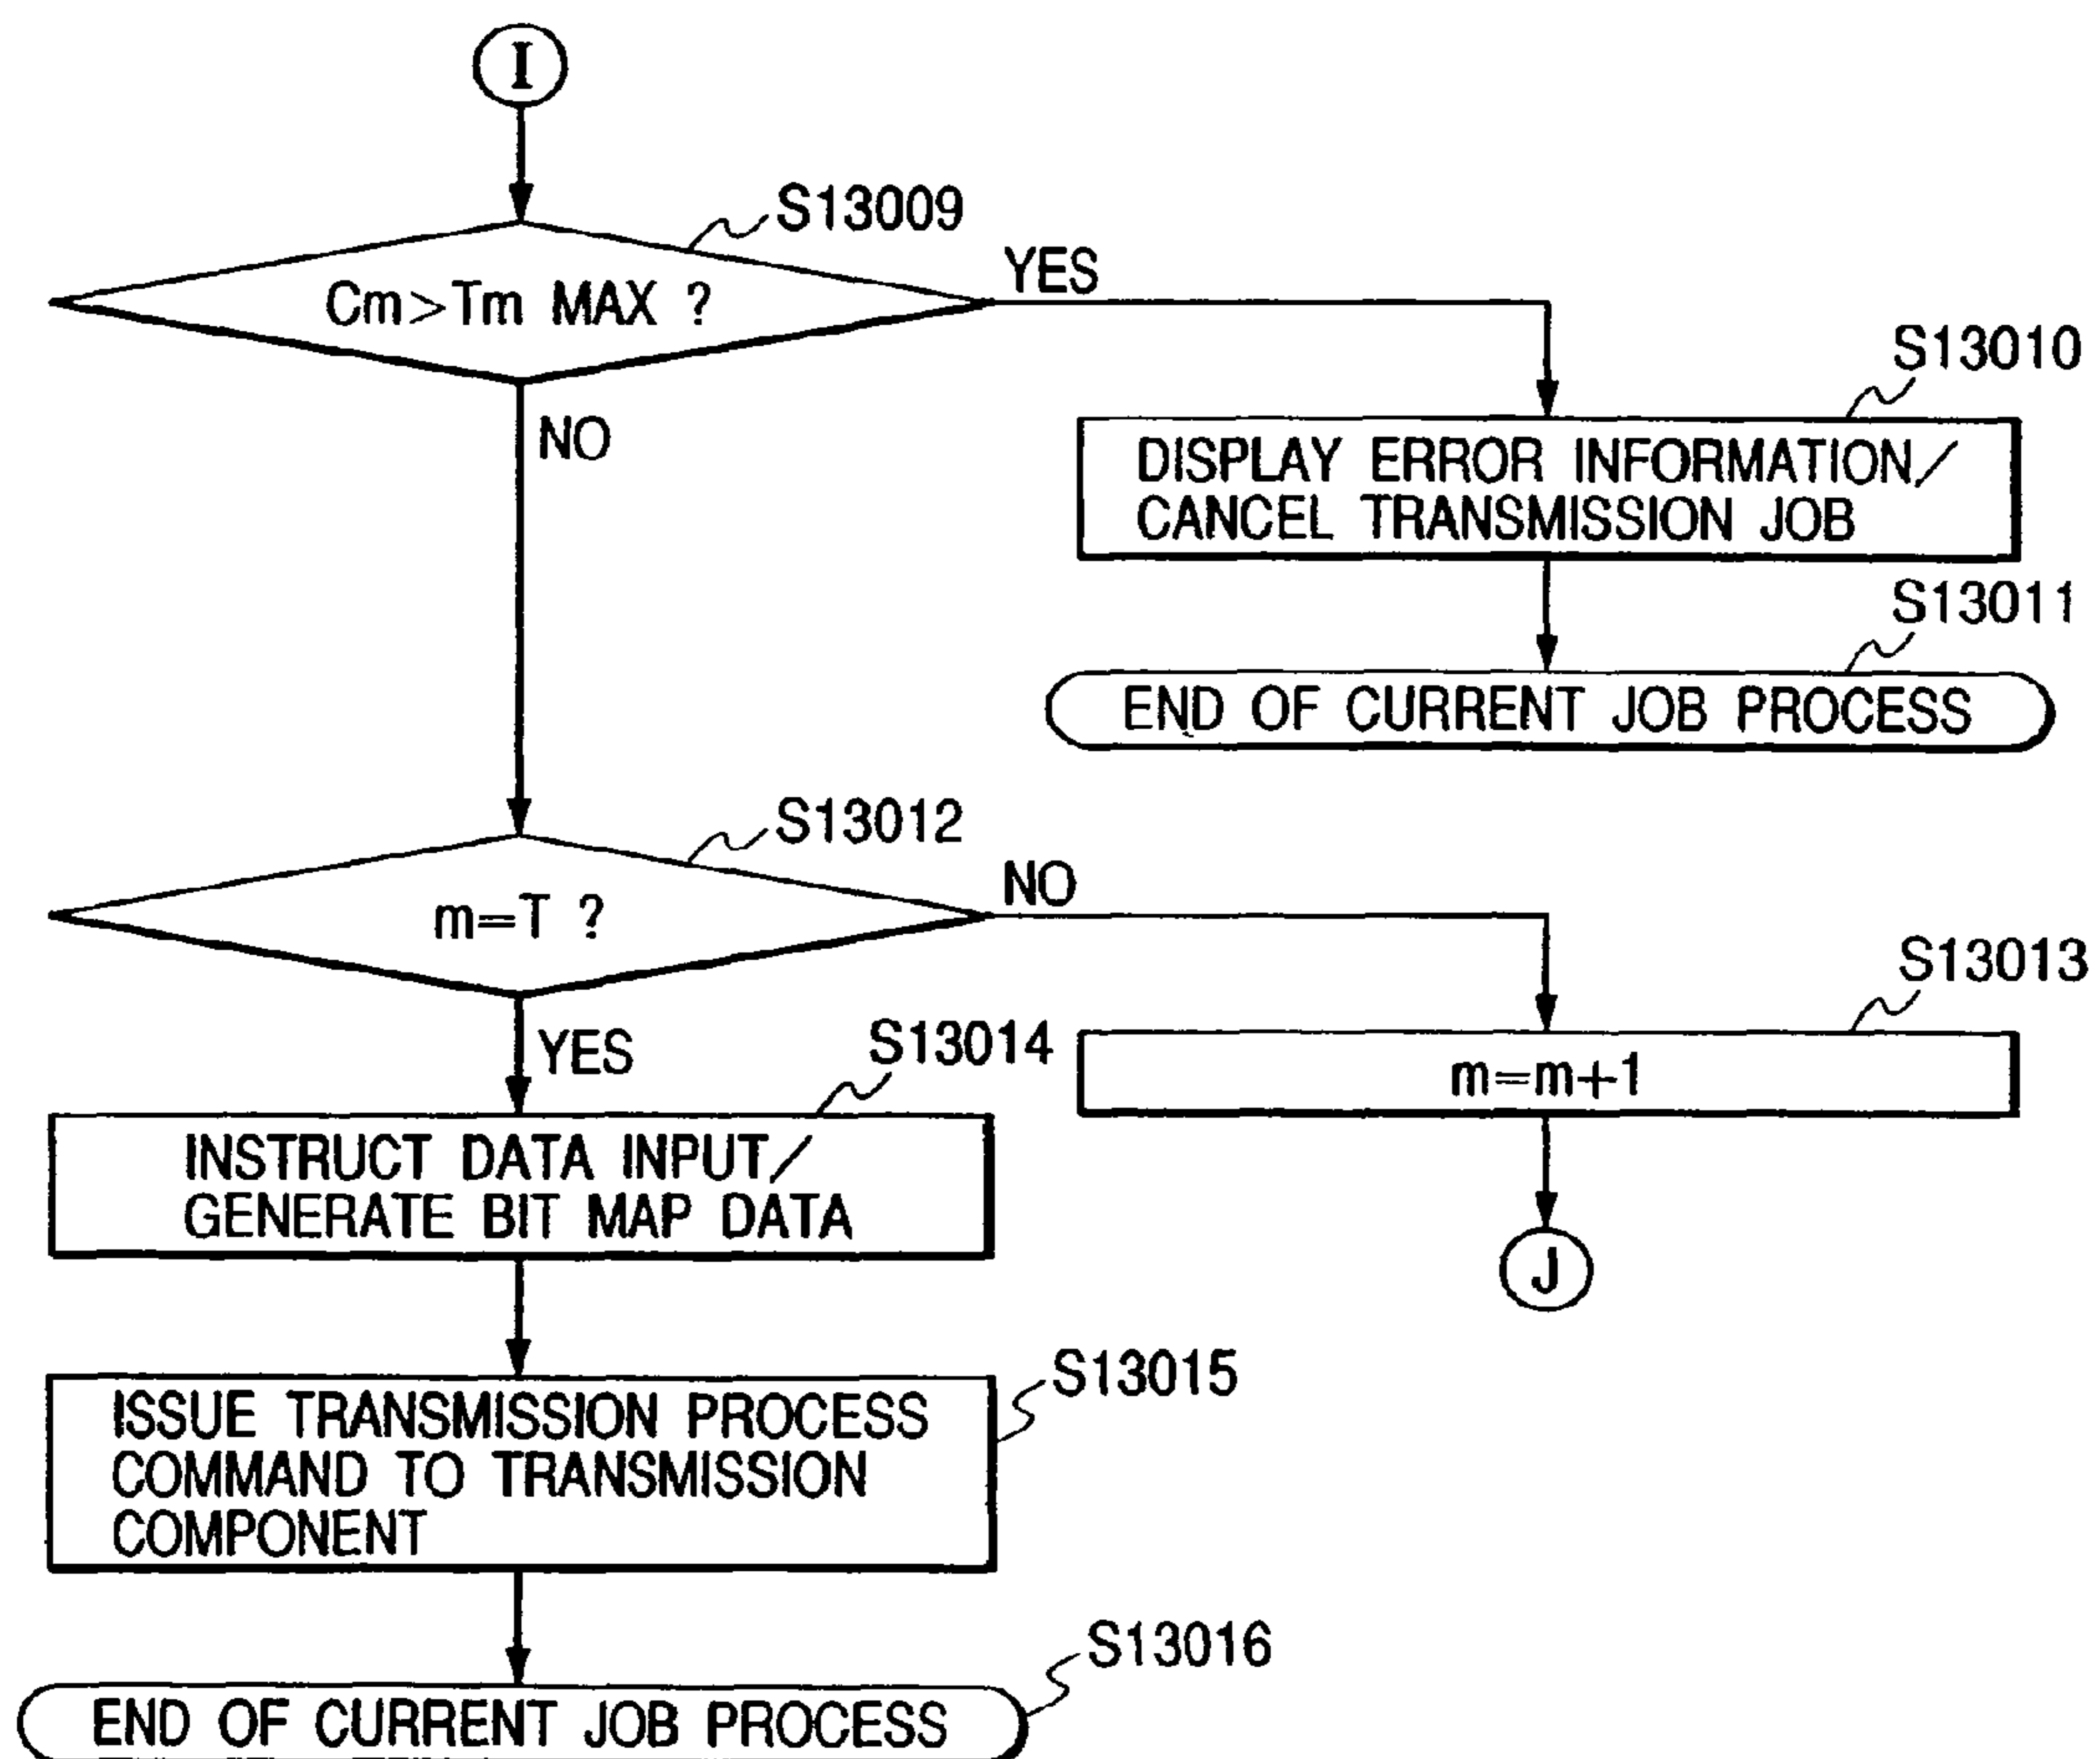 I
S13009
Cm>Tm MAX ?
YES
NO
S13010
DISPLAY ERROR INFORMATION/
CANCEL TRANSMISSION JOB
S13011
END OF CURRENT JOB PROCESS
S13012
m=T ?
NO
YES
S13013
m=m+1
J
S13014
INSTRUCT DATA INPUT/
GENERATE BIT MAP DATA
S13015
ISSUE TRANSMISSION PROCESS
COMMAND TO TRANSMISSION
COMPONENT
S13016
END OF CURRENT JOB PROCESS